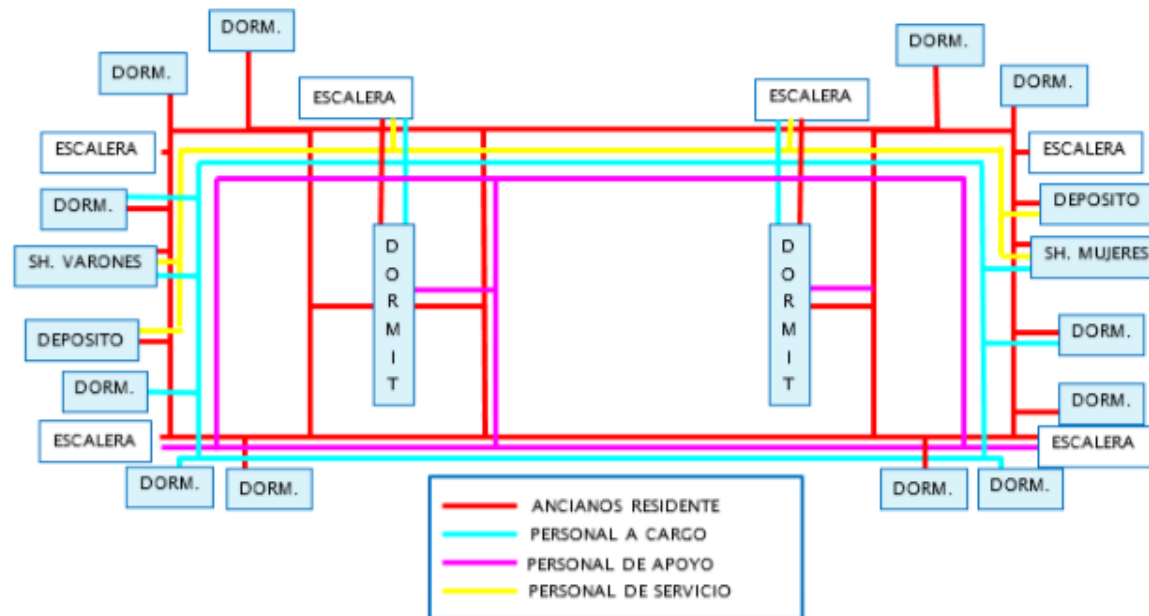 DORM.
DORM.
DORM.
DORM.
ESCALERA
ESCALERA
ESCALERA
ESCALERA
DORM.
DEPOSITO
SH. VARONES
SH. MUJERES
D
O
R
M
I
T
D
O
R
M
I
T
DEPOSITO
DORM.
DORM.
DORM.
ESCALERA
ESCALERA
DORM.
DORM.
DORM.
DORM.
ANCIANOS RESIDENTE
PERSONAL A CARGO
PERSONAL DE APOYO
PERSONAL DE SERVICIO